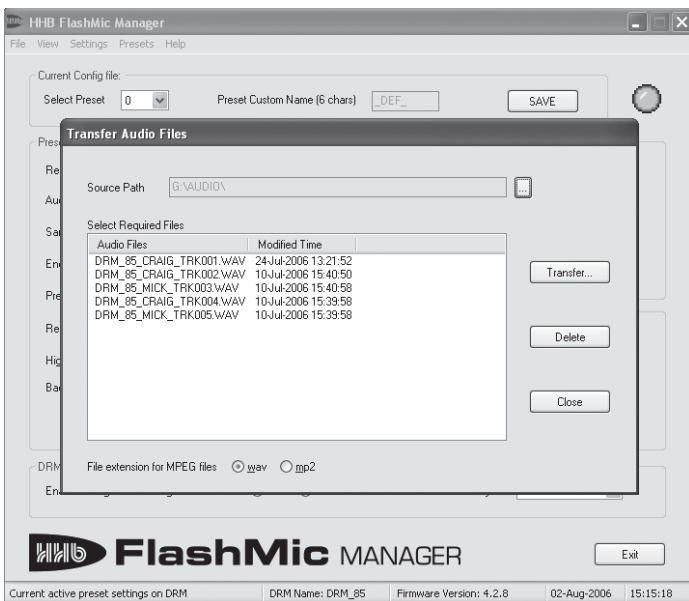 HHB FlashMic Manager
File View Settings Presets Help
Current Config file:
Select Preset 0 Preset Custom Name (6 chars) _DEF_ SAVE
Transfer Audio Files
Source Path G:\AUDIO\ ...
Select Required Files
Audio Files Modified Time
DRM_85_CRAIG_TRK001.WAV 24-Jul-2006 13:21:52
DRM_85_CRAIG_TRK002.WAV 10-Jul-2006 15:40:50
DRM_85_MICK_TRK003.WAV 10-Jul-2006 15:40:58
DRM_85_CRAIG_TRK004.WAV 10-Jul-2006 15:39:58
DRM_85_MICK_TRK005.WAV 10-Jul-2006 15:39:58
Transfer...
Delete
Close
File extension for MPEG files wav mp2
DRM
HHB FlashMic MANAGER
Exit
Current active preset settings on DRM DRM Name: DRM_85 Firmware Version: 4.2.8 02-Aug-2006 15:15:18